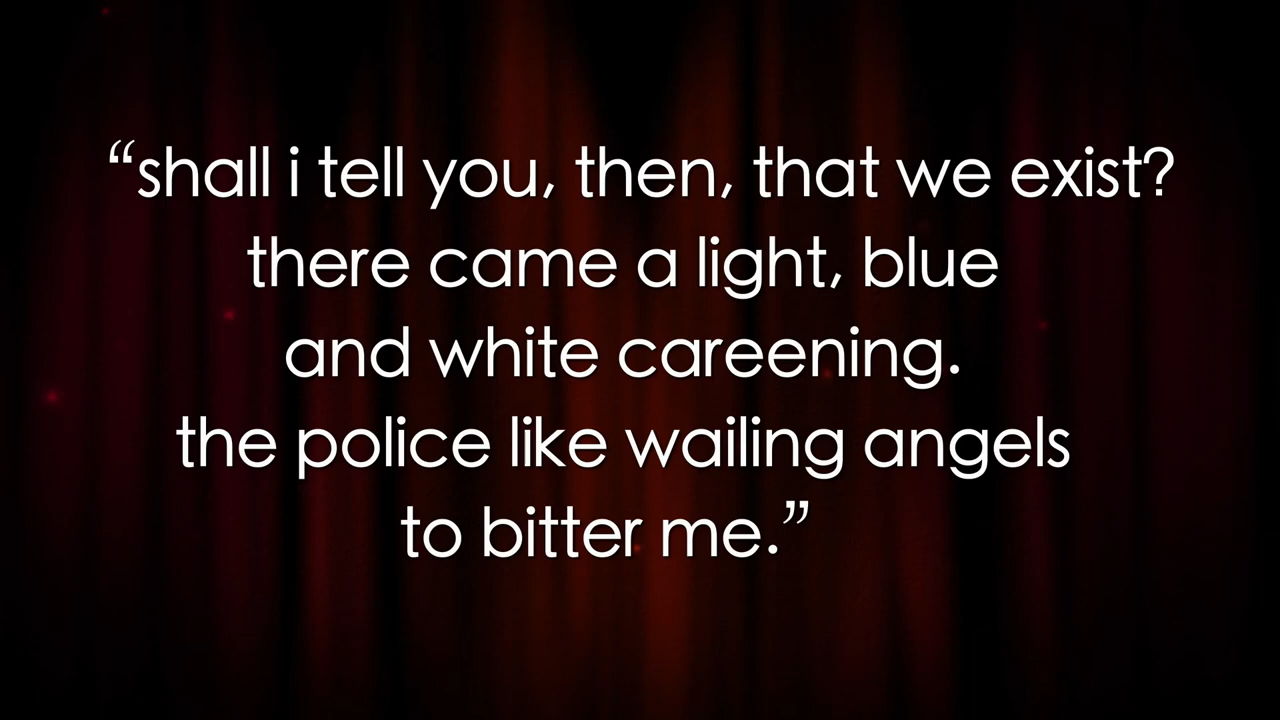 “shall i tell you, then, that we exist?
there came a light, blue
and white careening.
the police like wailing angels
to bitter me.”